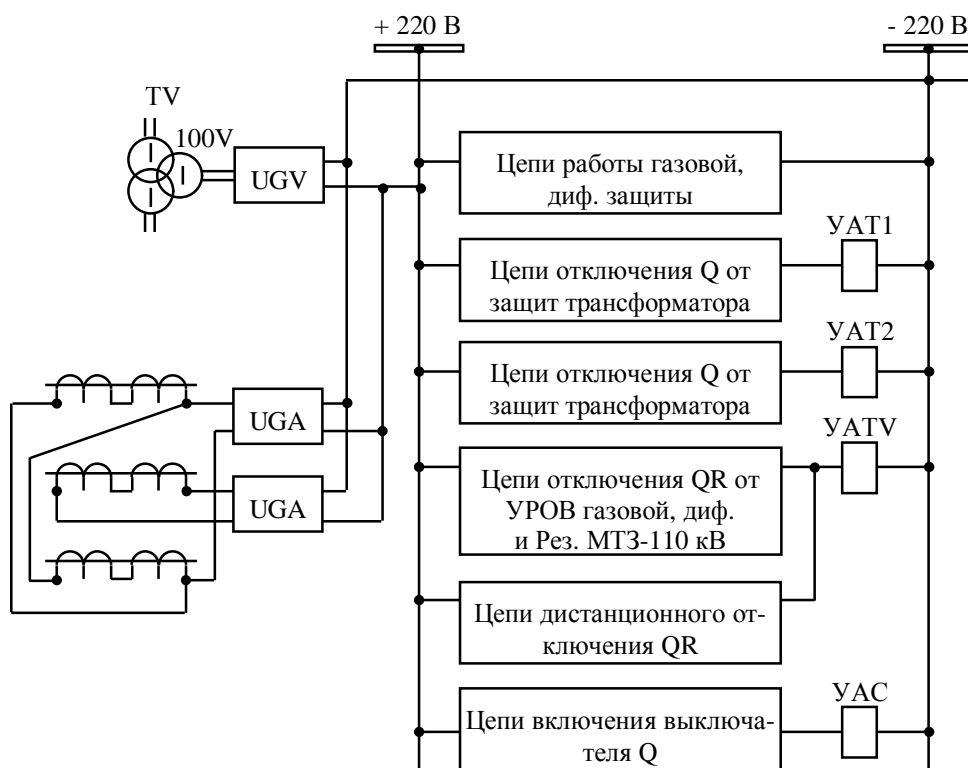 + 220 В
- 220 В
TV
100V
UGV
Цепи работы газовой,
диф. защиты
УАТ1
Цепи отключения Q от
защит трансформатора
УАТ2
Цепи отключения Q от
защит трансформатора
UGA
УАТV
Цепи отключения QR от
УРОВ газовой, диф.
и Рез. МТЗ-110 кВ
UGA
Цепи дистанционного от-
ключения QR
УАС
Цепи включения выключа-
теля Q